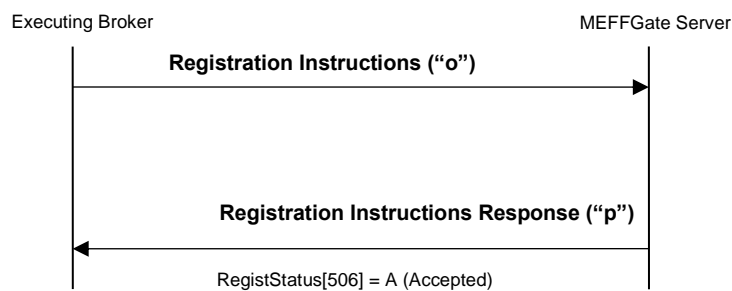 Executing Broker
MEFFGate Server
Registration Instructions (“o”)
Registration Instructions Response (“p”)
RegistStatus[506] = A (Accepted)